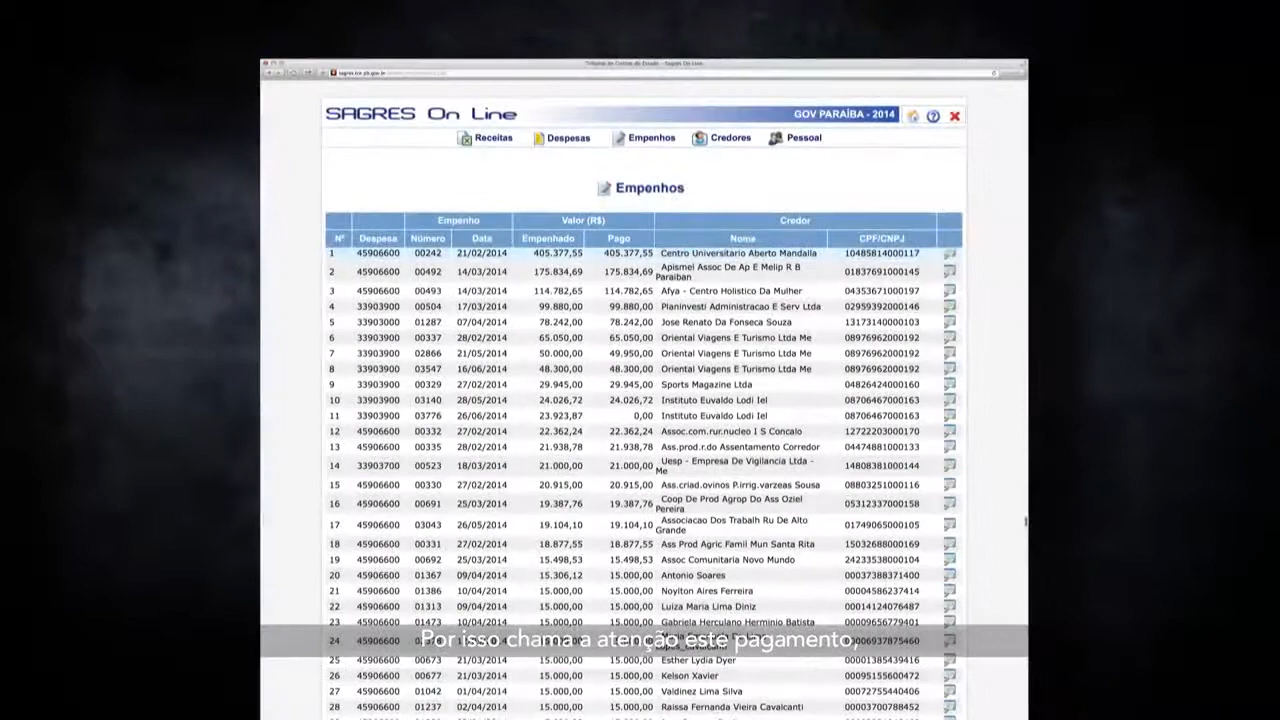 Tribunal de Contas do Estado - Sagres On Line
sagres.tce.pb.gov.br
SAGRES On Line
GOV PARAÍBA - 2014
Receitas Despesas Empenhos Credores Pessoal
Empenhos
Empenho Valor (R$) Credor
Nº Despesa Número Data Empenhado Pago Nome CPF/CNPJ
1 45906600 00242 21/02/2014 405.377,55 405.377,55 Centro Universitario Aberto Mandalla 10485814000117
2 45906600 00492 14/03/2014 175.834,69 175.834,69 Apismel Assoc De Ap E Melip R B Paraiban 01837691000145
3 45906600 00493 14/03/2014 114.782,65 114.782,65 Afya - Centro Holistico Da Mulher 04353671000197
4 33903900 00504 17/03/2014 99.880,00 99.880,00 Planinvesti Administracao E Serv Ltda 02959392000146
5 33903000 01287 07/04/2014 78.242,00 78.242,00 Jose Renato Da Fonseca Souza 13173140000103
6 33903900 00337 28/02/2014 65.050,00 65.050,00 Oriental Viagens E Turismo Ltda Me 08976962000192
7 33903900 02866 21/05/2014 50.000,00 49.950,00 Oriental Viagens E Turismo Ltda Me 08976962000192
8 33903900 03547 16/06/2014 48.300,00 48.300,00 Oriental Viagens E Turismo Ltda Me 08976962000192
9 33903900 00329 27/02/2014 29.945,00 29.945,00 Sports Magazine Ltda 04826424000160
10 33903900 03140 28/05/2014 24.026,72 24.026,72 Instituto Euvaldo Lodi Iel 08706467000163
11 33903900 03776 26/06/2014 23.923,87 0,00 Instituto Euvaldo Lodi Iel 08706467000163
12 45906600 00332 27/02/2014 22.362,24 22.362,24 Assoc.com.rur.nucleo I S Concalo 12722203000170
13 45906600 00335 28/02/2014 21.938,78 21.938,78 Ass.prod.r.do Assentamento Corredor 04474881000133
14 33903700 00523 18/03/2014 21.000,00 21.000,00 Uesp - Empresa De Vigilancia Ltda - Me 14808381000144
15 45906600 00330 27/02/2014 20.915,00 20.915,00 Ass.criad.ovinos P.irrig.varzeas Sousa 08803251000116
16 45906600 00691 25/03/2014 19.387,76 19.387,76 Coop De Prod Agrop Do Ass Oziel Pereira 05312337000158
17 45906600 03043 26/05/2014 19.104,10 19.104,10 Associacao Dos Trabalh Ru De Alto Grande 01749065000105
18 45906600 00331 27/02/2014 18.877,55 18.877,55 Ass Prod Agric Famil Mun Santa Rita 15032688000169
19 45906600 00692 25/03/2014 15.498,53 15.498,53 Assoc Comunitaria Novo Mundo 24233538000104
20 45906600 01367 09/04/2014 15.306,12 15.000,00 Antonio Soares 00037388371400
21 45906600 01386 10/04/2014 15.000,00 15.000,00 Noylton Aires Ferreira 00004586237414
22 45906600 01313 09/04/2014 15.000,00 15.000,00 Luiza Maria Lima Diniz 00014124076487
23 45906600 01473 10/04/2014 15.000,00 15.000,00 Gabriela Herculano Herminio Batista 00009656779401
24 45906600
Por isso chama a atenção este pagamento,
25 45906600 00673 21/03/2014 15.000,00 15.000,00 Esther Lydia Dyer 00001385439416
26 45906600 00677 21/03/2014 15.000,00 15.000,00 Kelson Xavier 00095155600472
27 45906600 01042 01/04/2014 15.000,00 15.000,00 Valdinez Lima Silva 00072755440406
28 45906600 01237 02/04/2014 15.000,00 15.000,00 Raissa Fernanda Vieira Cavalcanti 00003700788452